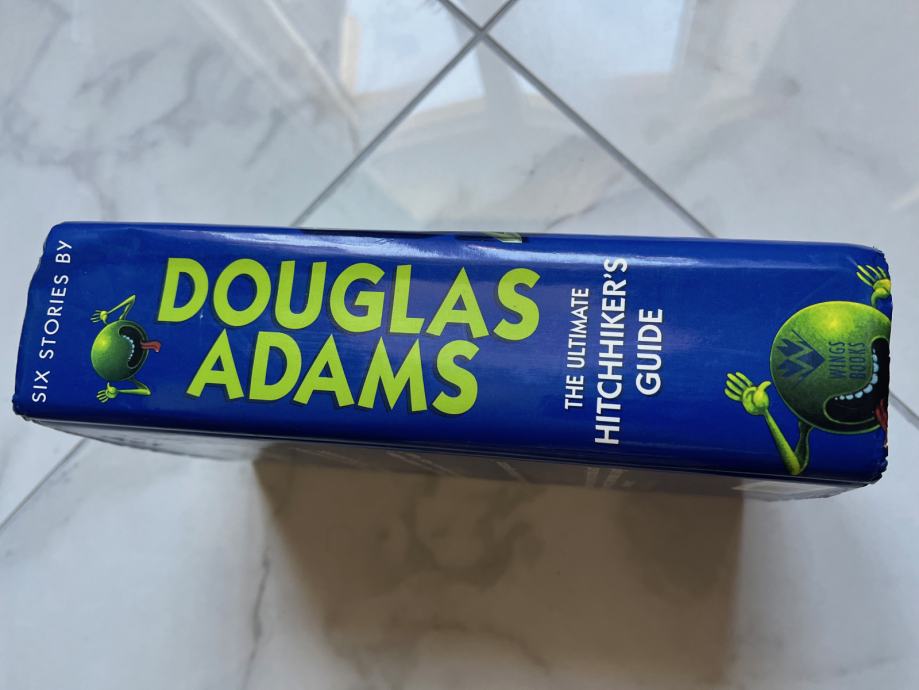 SIX STORIES BY
DOUGLAS
ADAMS
THE ULTIMATE
HITCHHIKER'S
GUIDE
WINGS
BOOKS